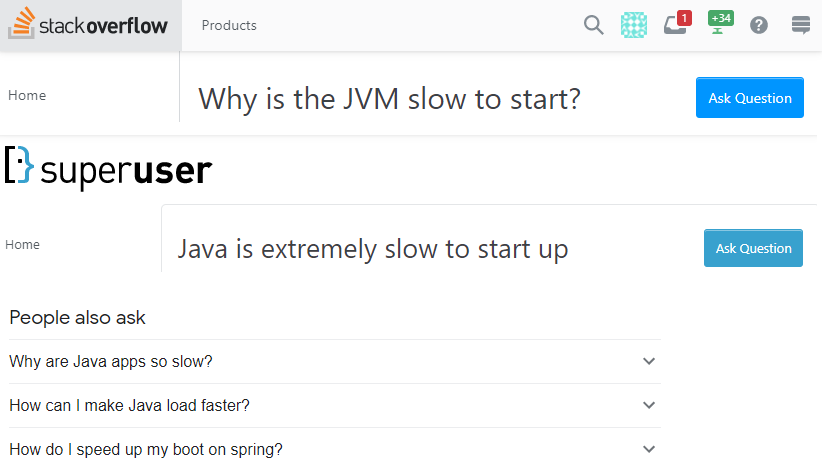 stackoverflow Products 1 +34 ?
Home Why is the JVM slow to start? Ask Question
superuser
Home Java is extremely slow to start up Ask Question
People also ask
Why are Java apps so slow?
How can I make Java load faster?
How do I speed up my boot on spring?